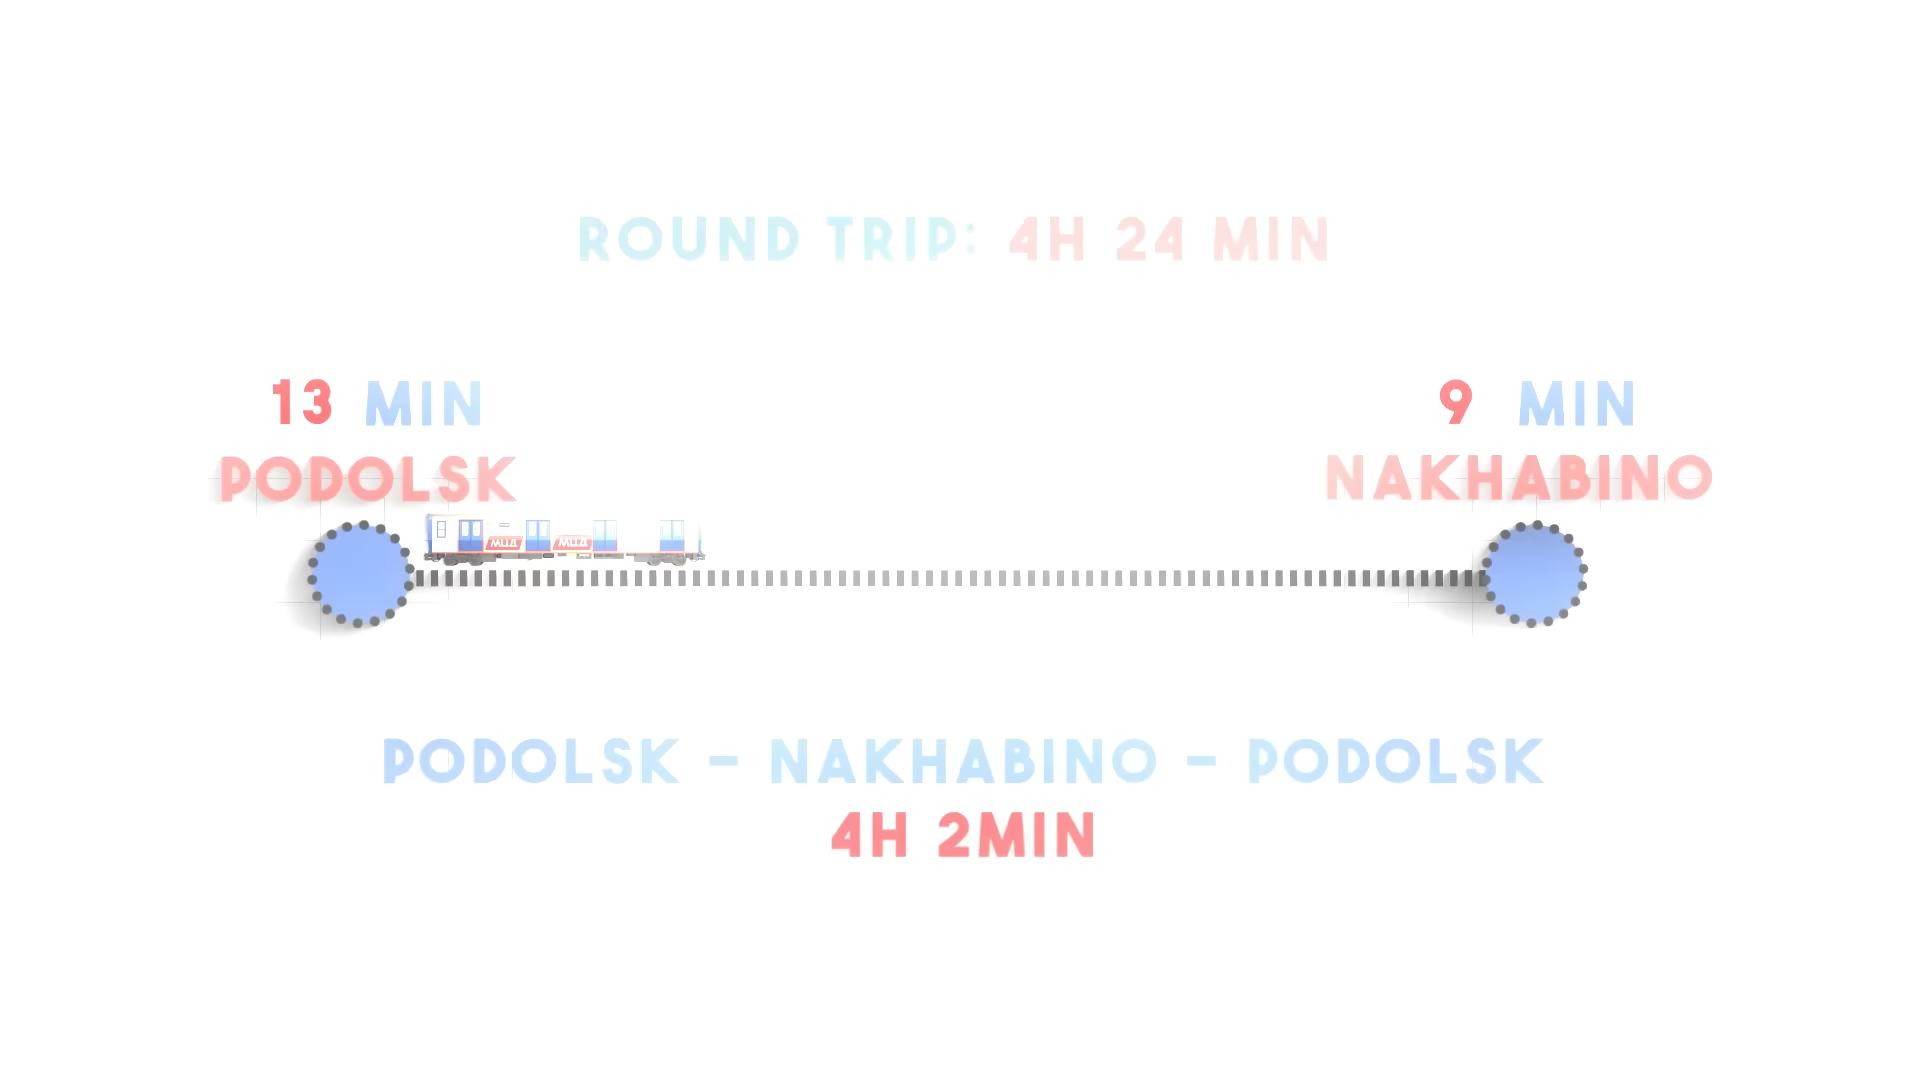 ROUND TRIP: 4H 24 MIN
13 MIN
9 MIN
PODOLSK
NAKHABINO
МЦД МЦД
PODOLSK - NAKHABINO - PODOLSK
4H 2MIN